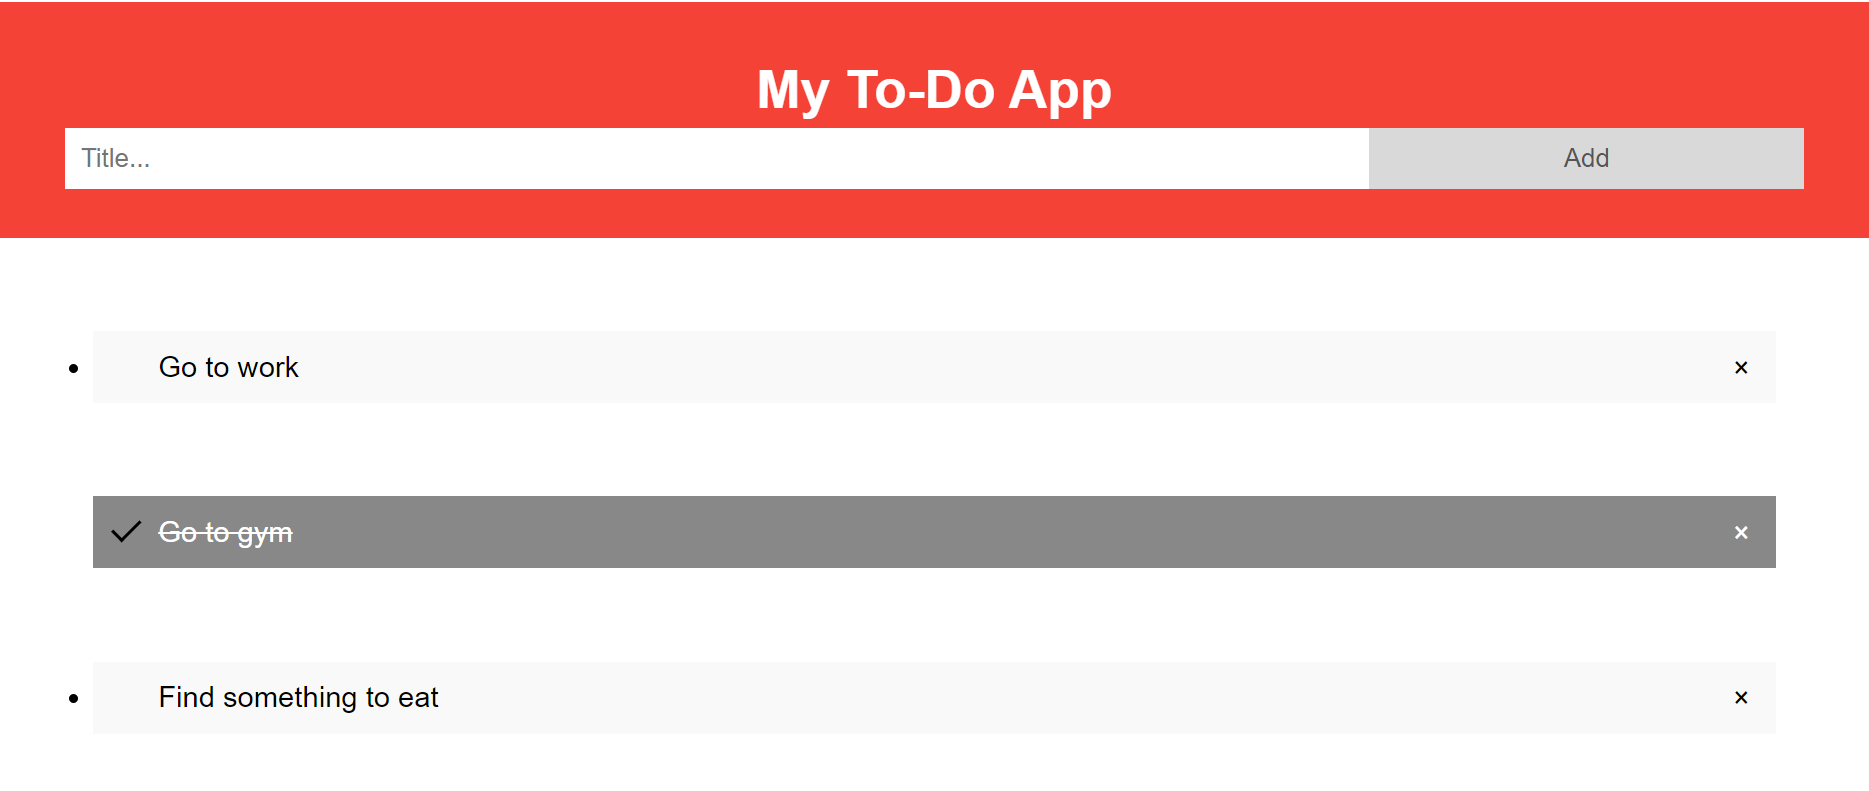 My To-Do App
Title...
Add
Go to work ×
Go to gym ×
Find something to eat ×